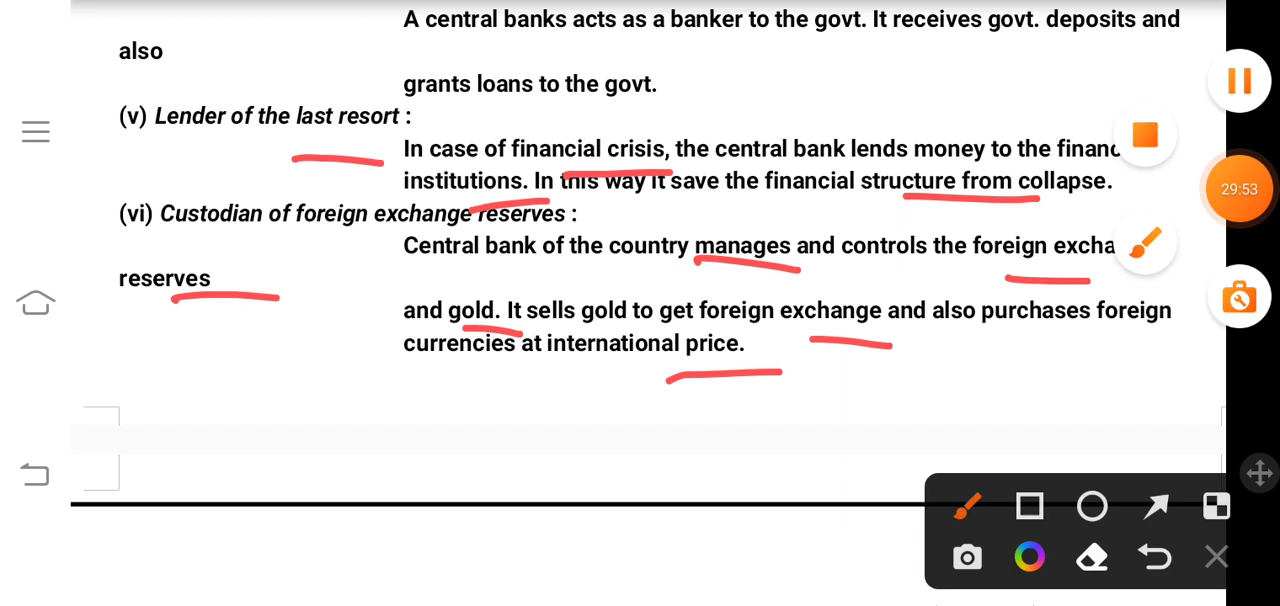 A central banks acts as a banker to the govt. It receives govt. deposits and
also
grants loans to the govt.
(v) Lender of the last resort :
In case of financial crisis, the central bank lends money to the financ
institutions. In this way it save the financial structure from collapse.
(vi) Custodian of foreign exchange reserves :
Central bank of the country manages and controls the foreign excha
reserves
and gold. It sells gold to get foreign exchange and also purchases foreign
currencies at international price.
29:53